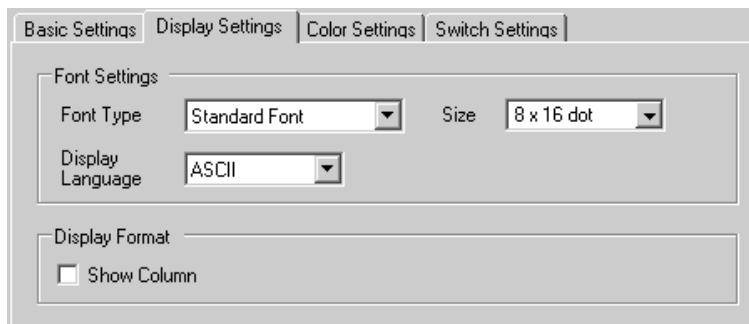 Basic Settings Display Settings Color Settings Switch Settings
Font Settings
Font Type Standard Font Size 8 x 16 dot
Display Language ASCII
Display Format
Show Column